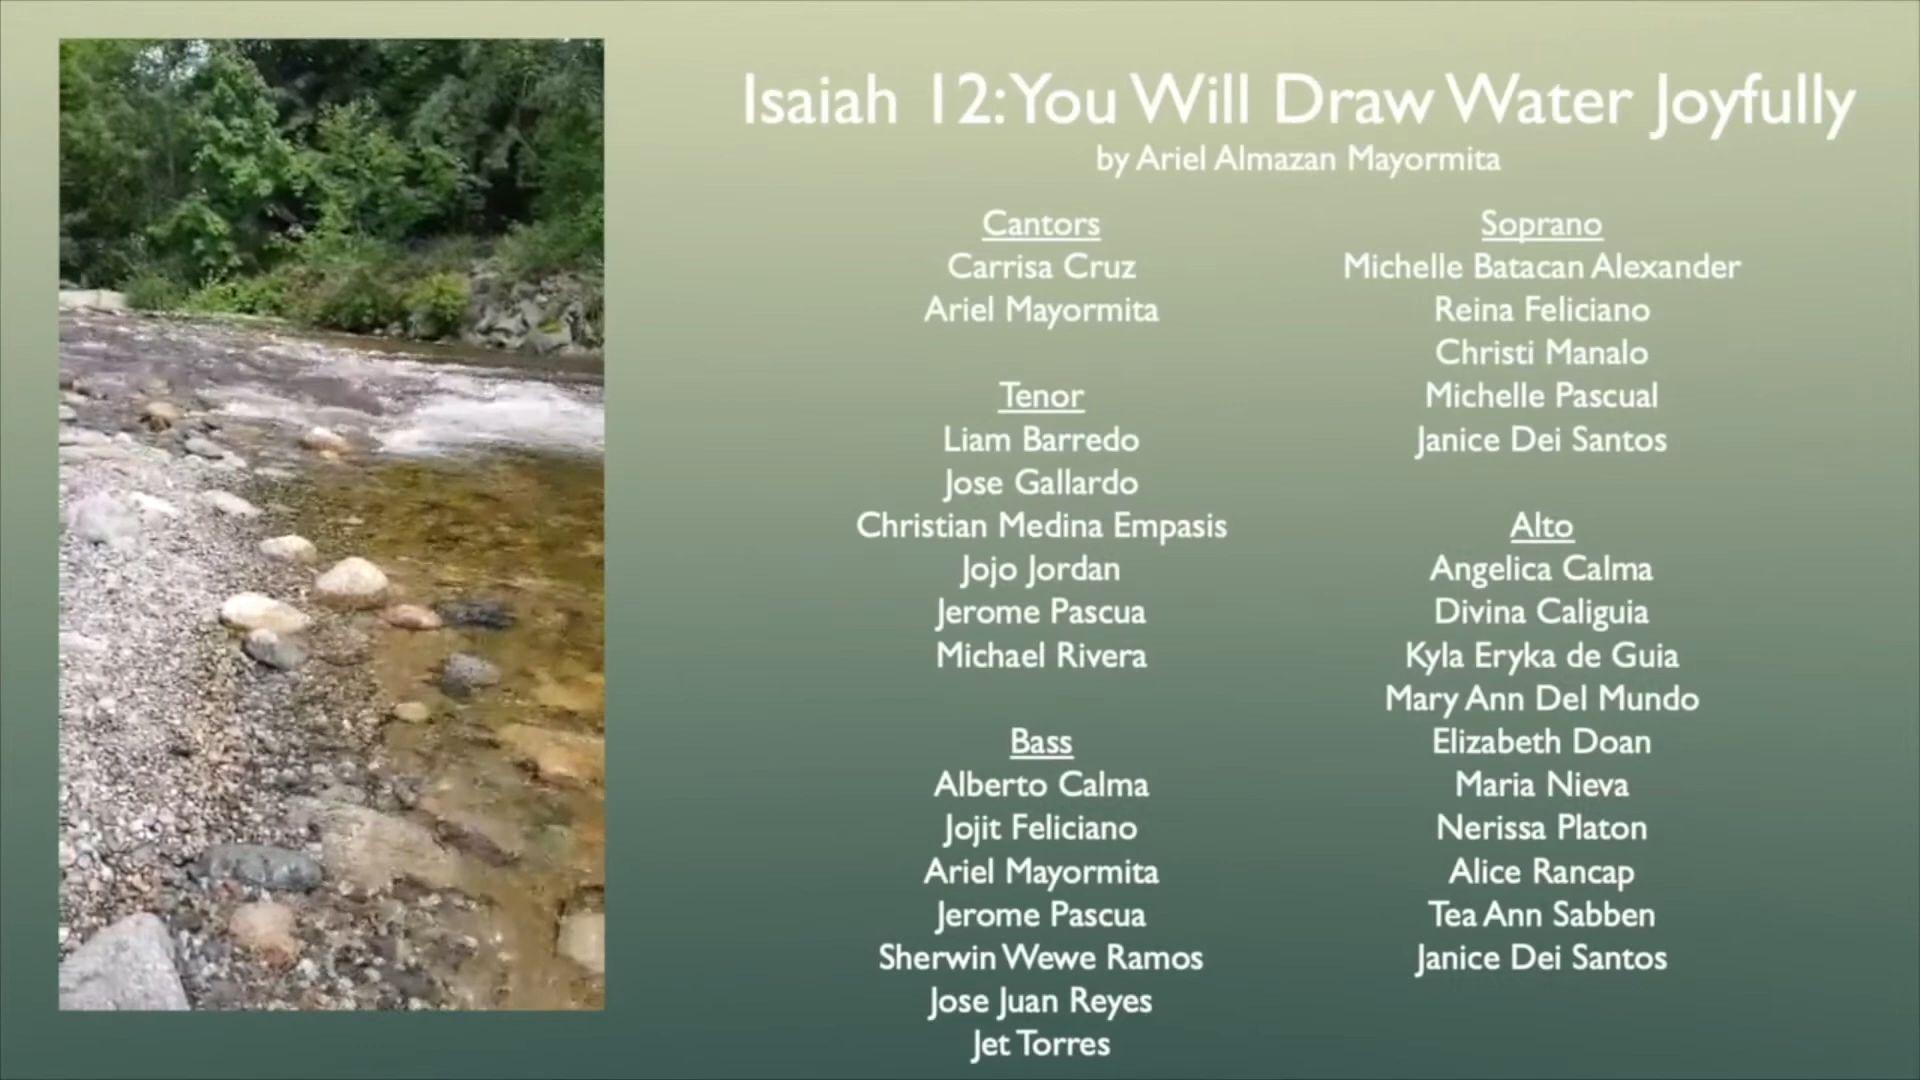 Isaiah 12: You Will Draw Water Joyfully
by Ariel Almazan Mayormita
Cantors
Carrisa Cruz
Ariel Mayormita
Tenor
Liam Barredo
Jose Gallardo
Christian Medina Empasis
Jojo Jordan
Jerome Pascua
Michael Rivera
Bass
Alberto Calma
Jojit Feliciano
Ariel Mayormita
Jerome Pascua
Sherwin Wewe Ramos
Jose Juan Reyes
Jet Torres
Soprano
Michelle Batacan Alexander
Reina Feliciano
Christi Manalo
Michelle Pascual
Janice Dei Santos
Alto
Angelica Calma
Divina Caliguia
Kyla Eryka de Guia
Mary Ann Del Mundo
Elizabeth Doan
Maria Nieva
Nerissa Platon
Alice Rancap
Tea Ann Sabben
Janice Dei Santos